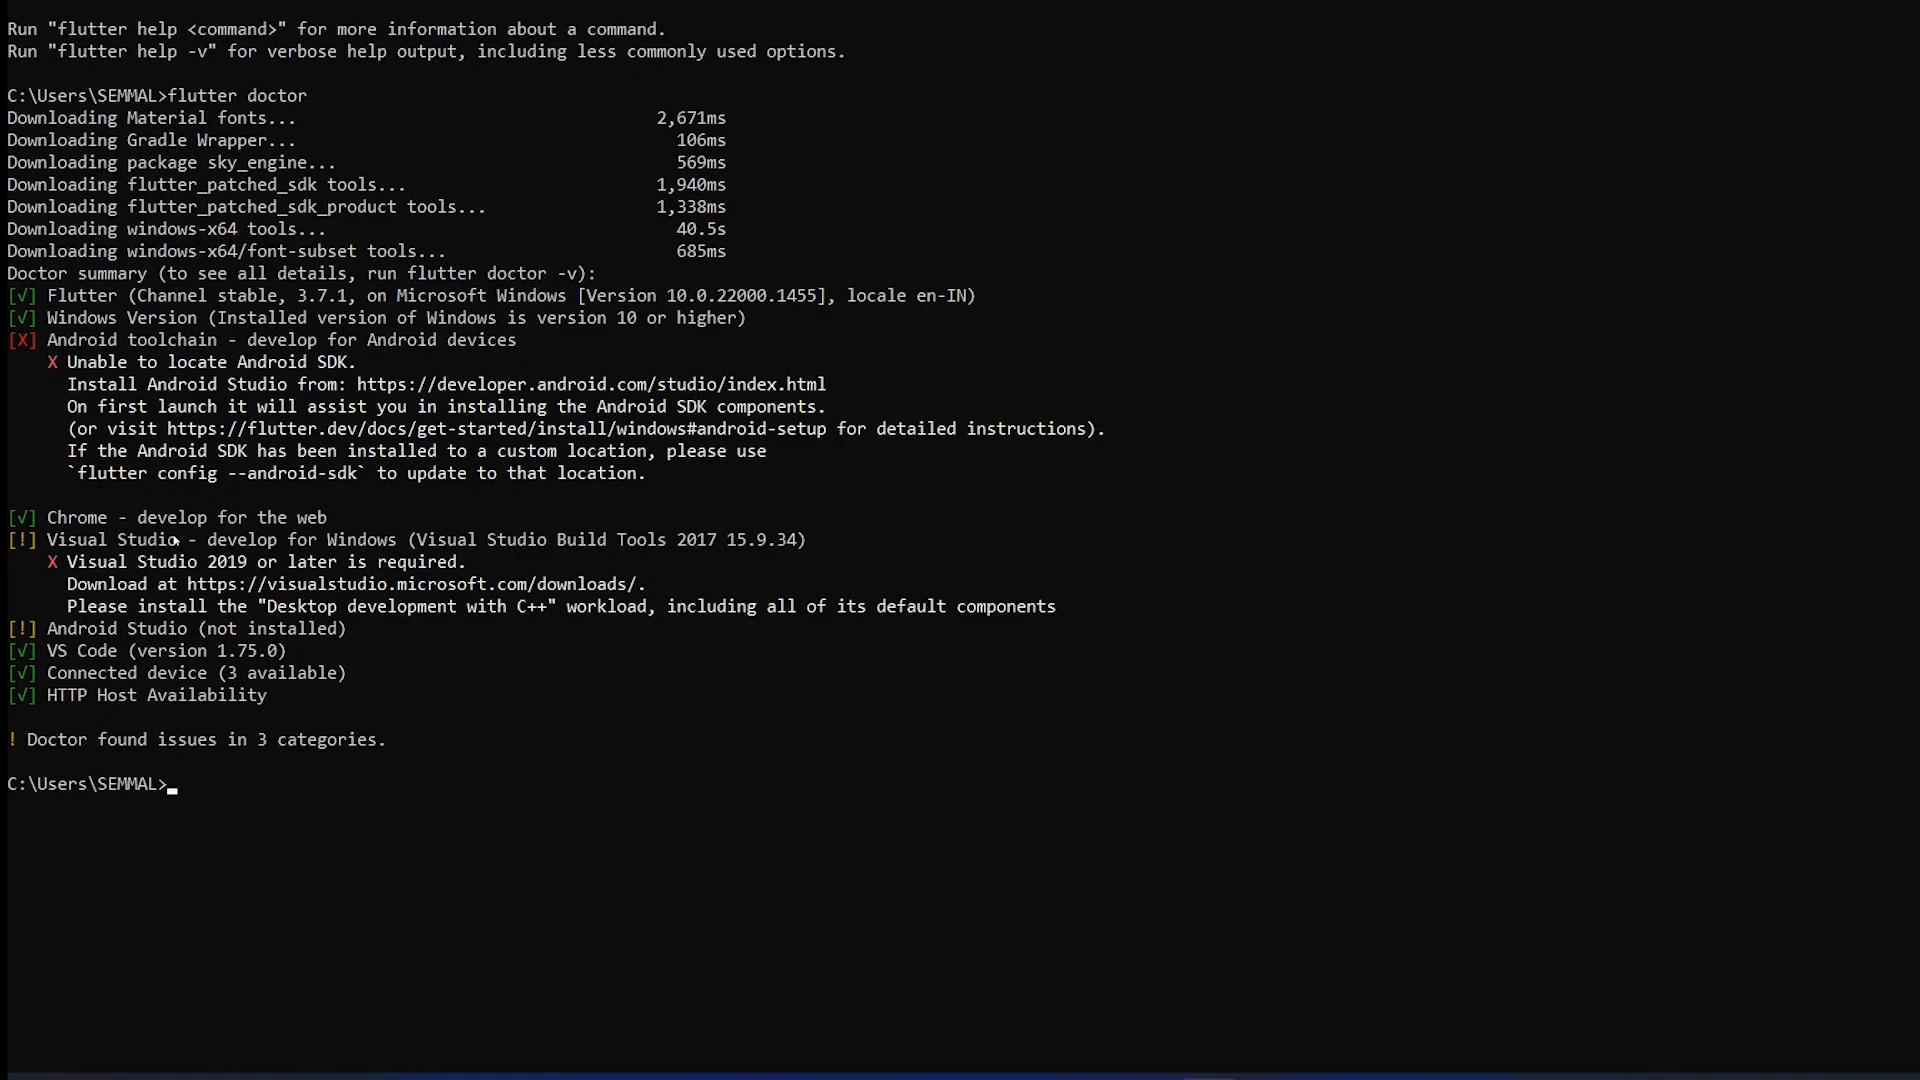 Run "flutter help <command>" for more information about a command.
Run "flutter help -v" for verbose help output, including less commonly used options.
C:\Users\SEMMAL>flutter doctor
Downloading Material fonts... 2,671ms
Downloading Gradle Wrapper... 106ms
Downloading package sky_engine... 569ms
Downloading flutter_patched_sdk tools... 1,940ms
Downloading flutter_patched_sdk_product tools... 1,338ms
Downloading windows-x64 tools... 40.5s
Downloading windows-x64/font-subset tools... 685ms
Doctor summary (to see all details, run flutter doctor -v):
[√] Flutter (Channel stable, 3.7.1, on Microsoft Windows [Version 10.0.22000.1455], locale en-IN)
[√] Windows Version (Installed version of Windows is version 10 or higher)
[X] Android toolchain - develop for Android devices
X Unable to locate Android SDK.
Install Android Studio from: https://developer.android.com/studio/index.html
On first launch it will assist you in installing the Android SDK components.
(or visit https://flutter.dev/docs/get-started/install/windows#android-setup for detailed instructions).
If the Android SDK has been installed to a custom location, please use
`flutter config --android-sdk` to update to that location.
[√] Chrome - develop for the web
[!] Visual Studio - develop for Windows (Visual Studio Build Tools 2017 15.9.34)
X Visual Studio 2019 or later is required.
Download at https://visualstudio.microsoft.com/downloads/.
Please install the "Desktop development with C++" workload, including all of its default components
[!] Android Studio (not installed)
[√] VS Code (version 1.75.0)
[√] Connected device (3 available)
[√] HTTP Host Availability
! Doctor found issues in 3 categories.
C:\Users\SEMMAL>